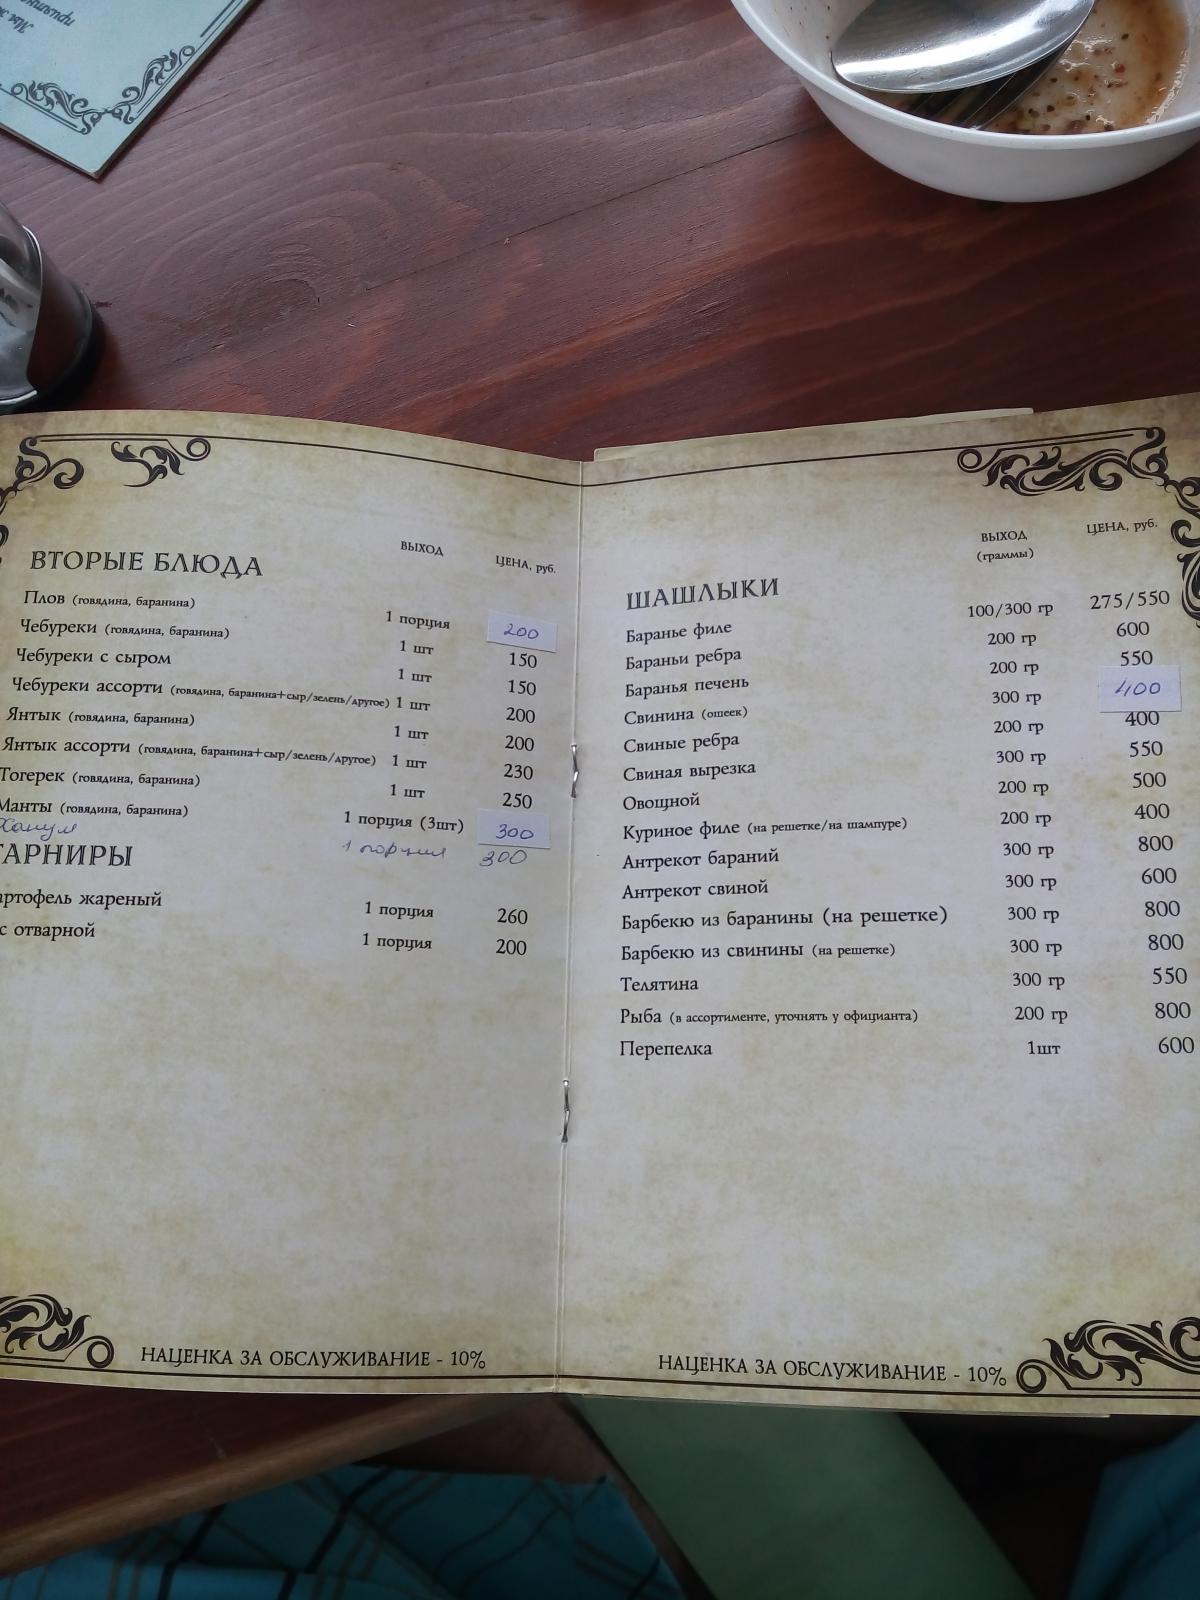 Мы ж
приятн
ВТОРЫЕ БЛЮДА ВЫХОД ЦЕНА, руб.
Плов (говядина, баранина) 1 порция 200
Чебуреки (говядина, баранина) 1 шт 150
Чебуреки с сыром 1 шт 150
Чебуреки ассорти (говядина, баранина+сыр/зелень/другое) 1 шт 200
Янтык (говядина, баранина) 1 шт 200
Янтык ассорти (говядина, баранина+сыр/зелень/другое) 1 шт 230
Тогерек (говядина, баранина) 1 шт 250
Манты (говядина, баранина) 1 порция (3шт) 300
Ханум 1 порция 300
ГАРНИРЫ
артофель жареный 1 порция 260
с отварной 1 порция 200
НАЦЕНКА ЗА ОБСЛУЖИВАНИЕ - 10%
ШАШЛЫКИ ВЫХОД (граммы) ЦЕНА, руб.
Баранье филе 100/300 гр 275/550
Бараньи ребра 200 гр 600
Баранья печень 200 гр 550
Свинина (ошеек) 300 гр 400
Свиные ребра 200 гр 400
Свиная вырезка 300 гр 550
Овощной 200 гр 500
Куриное филе (на решетке/на шампуре) 200 гр 400
Антрекот бараний 300 гр 800
Антрекот свиной 300 гр 600
Барбекю из баранины (на решетке) 300 гр 800
Барбекю из свинины (на решетке) 300 гр 800
Телятина 300 гр 550
Рыба (в ассортименте, уточнять у официанта) 200 гр 800
Перепелка 1шт 600
НАЦЕНКА ЗА ОБСЛУЖИВАНИЕ - 10%